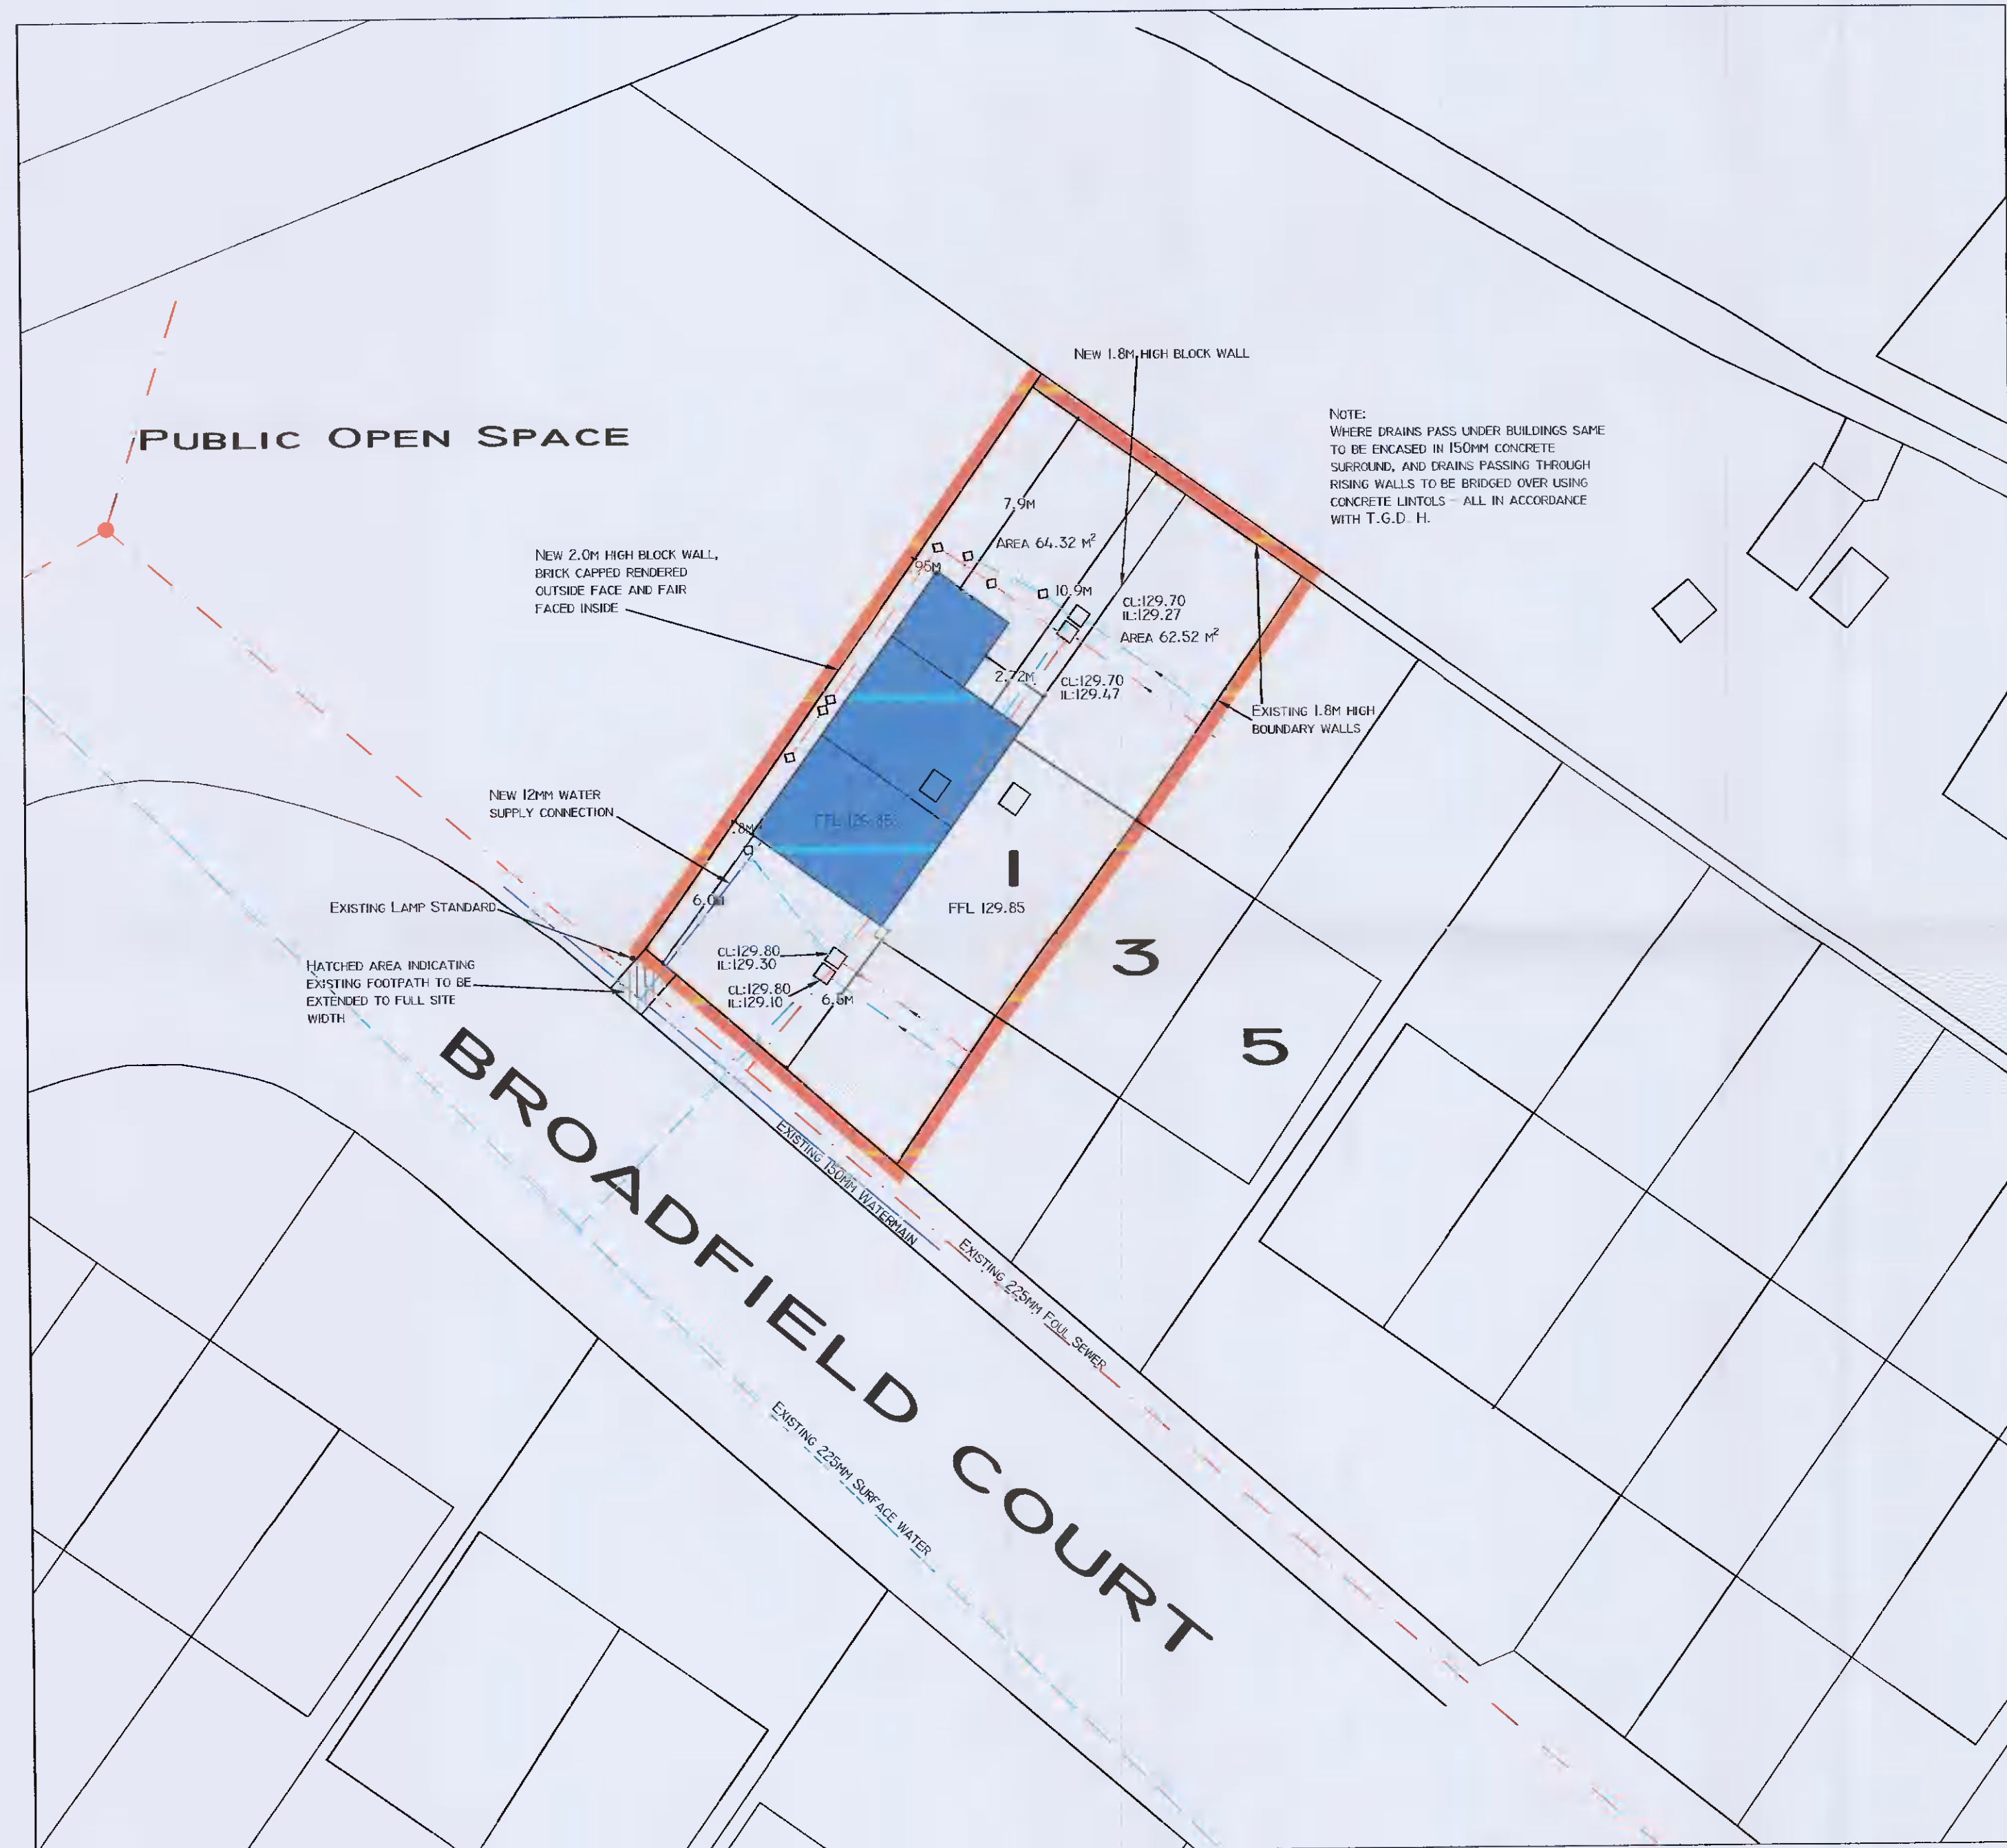 NEW 1.8M HIGH BLOCK WALL
NOTE:
WHERE DRAINS PASS UNDER BUILDINGS SAME
TO BE ENCASED IN 150MM CONCRETE
SURROUND, AND DRAINS PASSING THROUGH
RISING WALLS TO BE BRIDGED OVER USING
CONCRETE LINTOLS - ALL IN ACCORDANCE
WITH T.G.D. H.
PUBLIC OPEN SPACE
7.9M
AREA 64.32 M²
NEW 2.0M HIGH BLOCK WALL,
BRICK CAPPED RENDERED
OUTSIDE FACE AND FAIR
FACED INSIDE
.95M
10.9M
CL:129.70
IL:129.27
AREA 62.52 M²
2.72M
CL:129.70
IL:129.47
EXISTING 1.8M HIGH
BOUNDARY WALLS
NEW 12MM WATER
SUPPLY CONNECTION
.8M
FFL 129.85
1
FFL 129.85
EXISTING LAMP STANDARD
3
5
CL:129.80
IL:129.30
CL:129.80
IL:129.10
6.5M
HATCHED AREA INDICATING
EXISTING FOOTPATH TO BE
EXTENDED TO FULL SITE
WIDTH
BROADFIELD COURT
EXISTING 150MM WATERMAIN
EXISTING 225MM FOUL SEWER
EXISTING 225MM SURFACE WATER